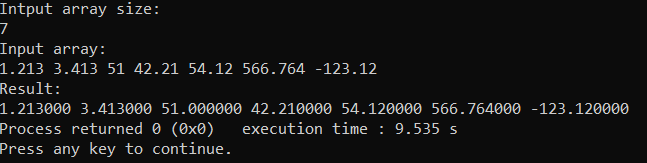 Intput array size:
7
Input array:
1.213 3.413 51 42.21 54.12 566.764 -123.12
Result:
1.213000 3.413000 51.000000 42.210000 54.120000 566.764000 -123.120000
Process returned 0 (0x0)   execution time : 9.535 s
Press any key to continue.